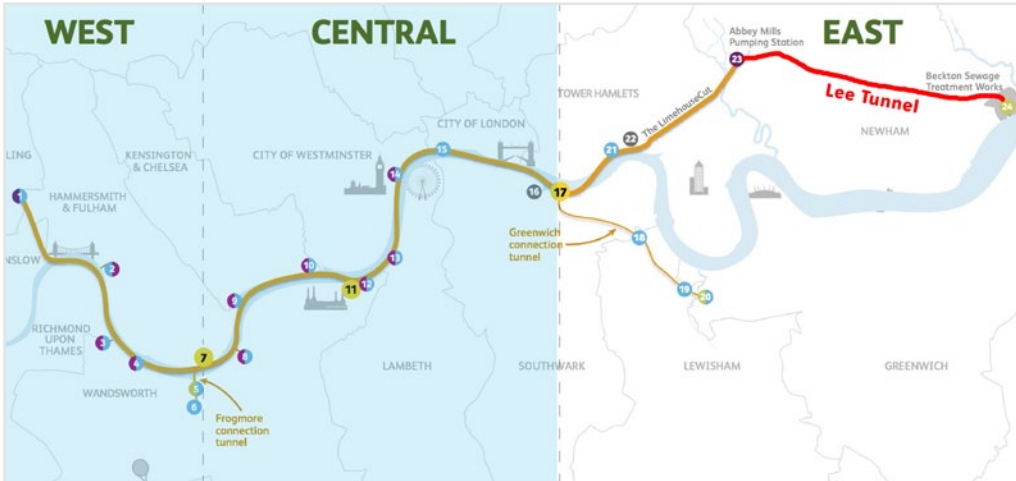 WEST
CENTRAL
EAST
Abbey Mills
Pumping Station
23
Beckton Sewage
Treatment Works
24
Lee Tunnel
TOWER HAMLETS
The LimehouseCut
22
21
NEWHAM
CITY OF LONDON
15
CITY OF WESTMINSTER
14
KENSINGTON
& CHELSEA
LING
HAMMERSMITH
& FULHAM
1
16
17
Greenwich
connection
tunnel
18
19
20
NSLOW
2
10
13
12
11
9
8
RICHMOND
UPON
THAMES
3
4
7
5
6
WANDSWORTH
Frogmore
connection
tunnel
LAMBETH
SOUTHWARK
LEWISHAM
GREENWICH